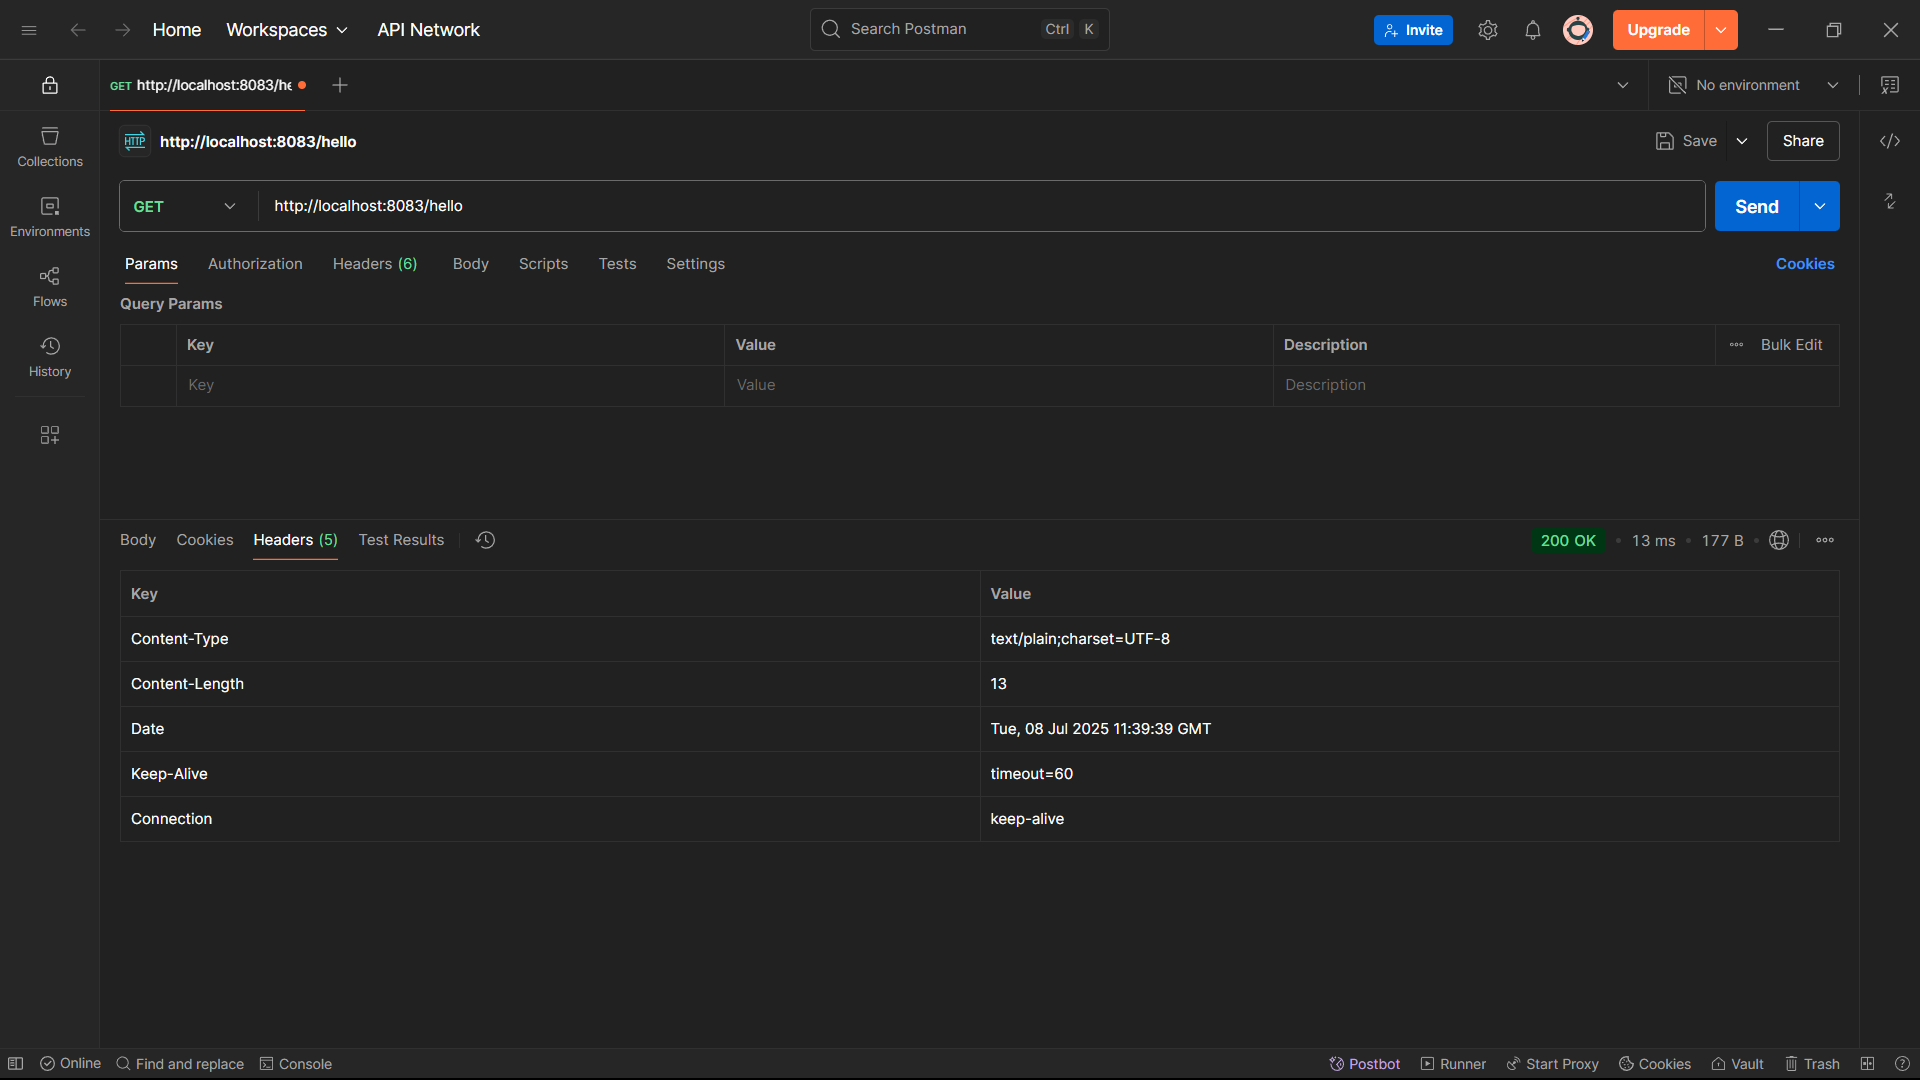 Home Workspaces API Network Search Postman Ctrl K Invite Upgrade
GET http://localhost:8083/he No environment
HTTP http://localhost:8083/hello Save Share
Collections
GET http://localhost:8083/hello Send
Environments
Params Authorization Headers (6) Body Scripts Tests Settings Cookies
Flows
Query Params
Key Value Description Bulk Edit
History
Key Value Description
Body Cookies Headers (5) Test Results 200 OK 13 ms 177 B
Key Value
Content-Type text/plain;charset=UTF-8
Content-Length 13
Date Tue, 08 Jul 2025 11:39:39 GMT
Keep-Alive timeout=60
Connection keep-alive
Online Find and replace Console Postbot Runner Start Proxy Cookies Vault Trash